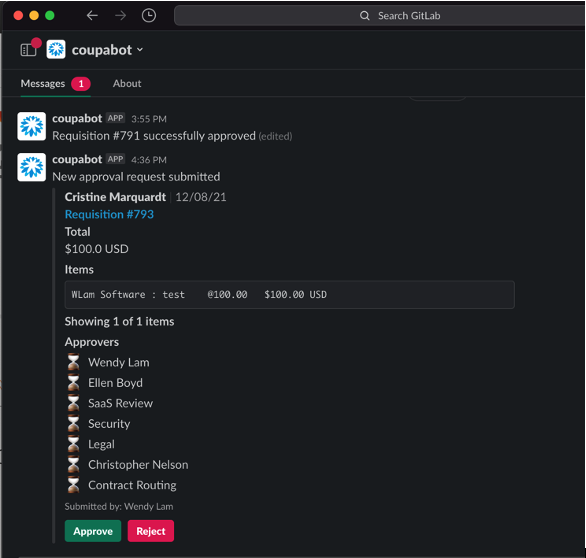 Search GitLab
coupabot
Messages 1 About
coupabot APP 3:55 PM
Requisition #791 successfully approved (edited)
coupabot APP 4:36 PM
New approval request submitted
Cristine Marquardt 12/08/21
Requisition #793
Total
$100.0 USD
Items
WLam Software : test @100.00 $100.00 USD
Showing 1 of 1 items
Approvers
Wendy Lam
Ellen Boyd
SaaS Review
Security
Legal
Christopher Nelson
Contract Routing
Submitted by: Wendy Lam
Approve Reject